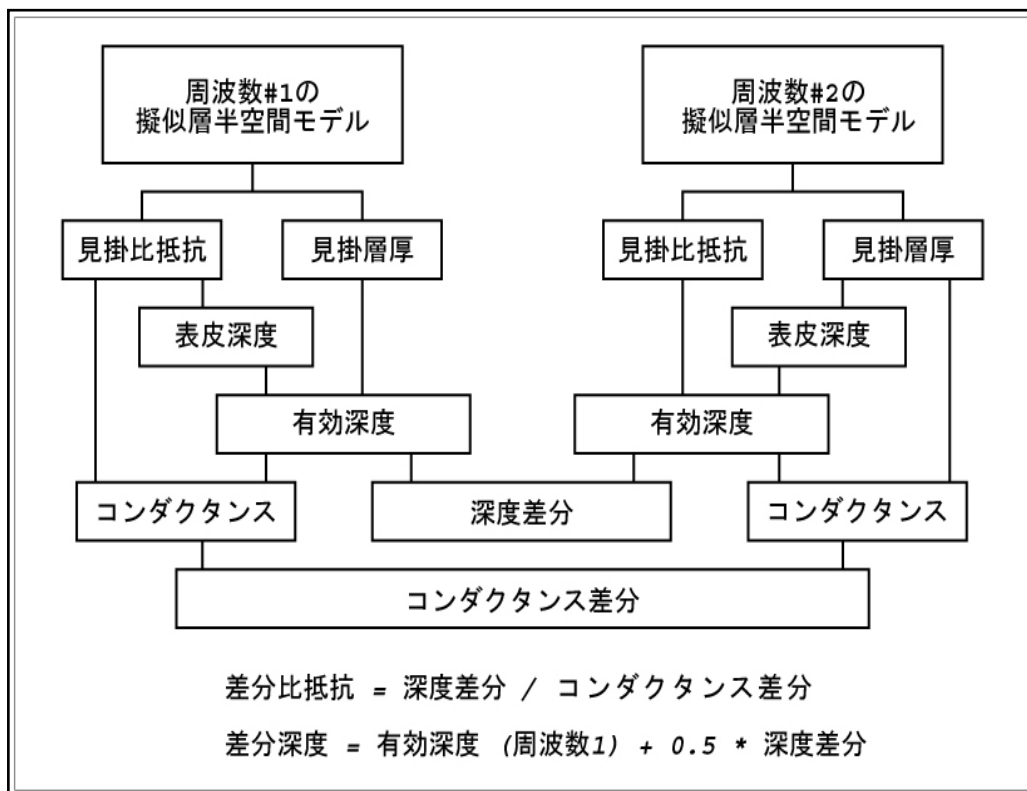 周波数#1の
擬似層半空間モデル
周波数#2の
擬似層半空間モデル
見掛比抵抗
見掛層厚
見掛比抵抗
見掛層厚
表皮深度
表皮深度
有効深度
有効深度
コンダクタンス
深度差分
コンダクタンス
コンダクタンス差分
差分比抵抗 = 深度差分 / コンダクタンス差分
差分深度 = 有効深度 (周波数1) + 0.5 * 深度差分